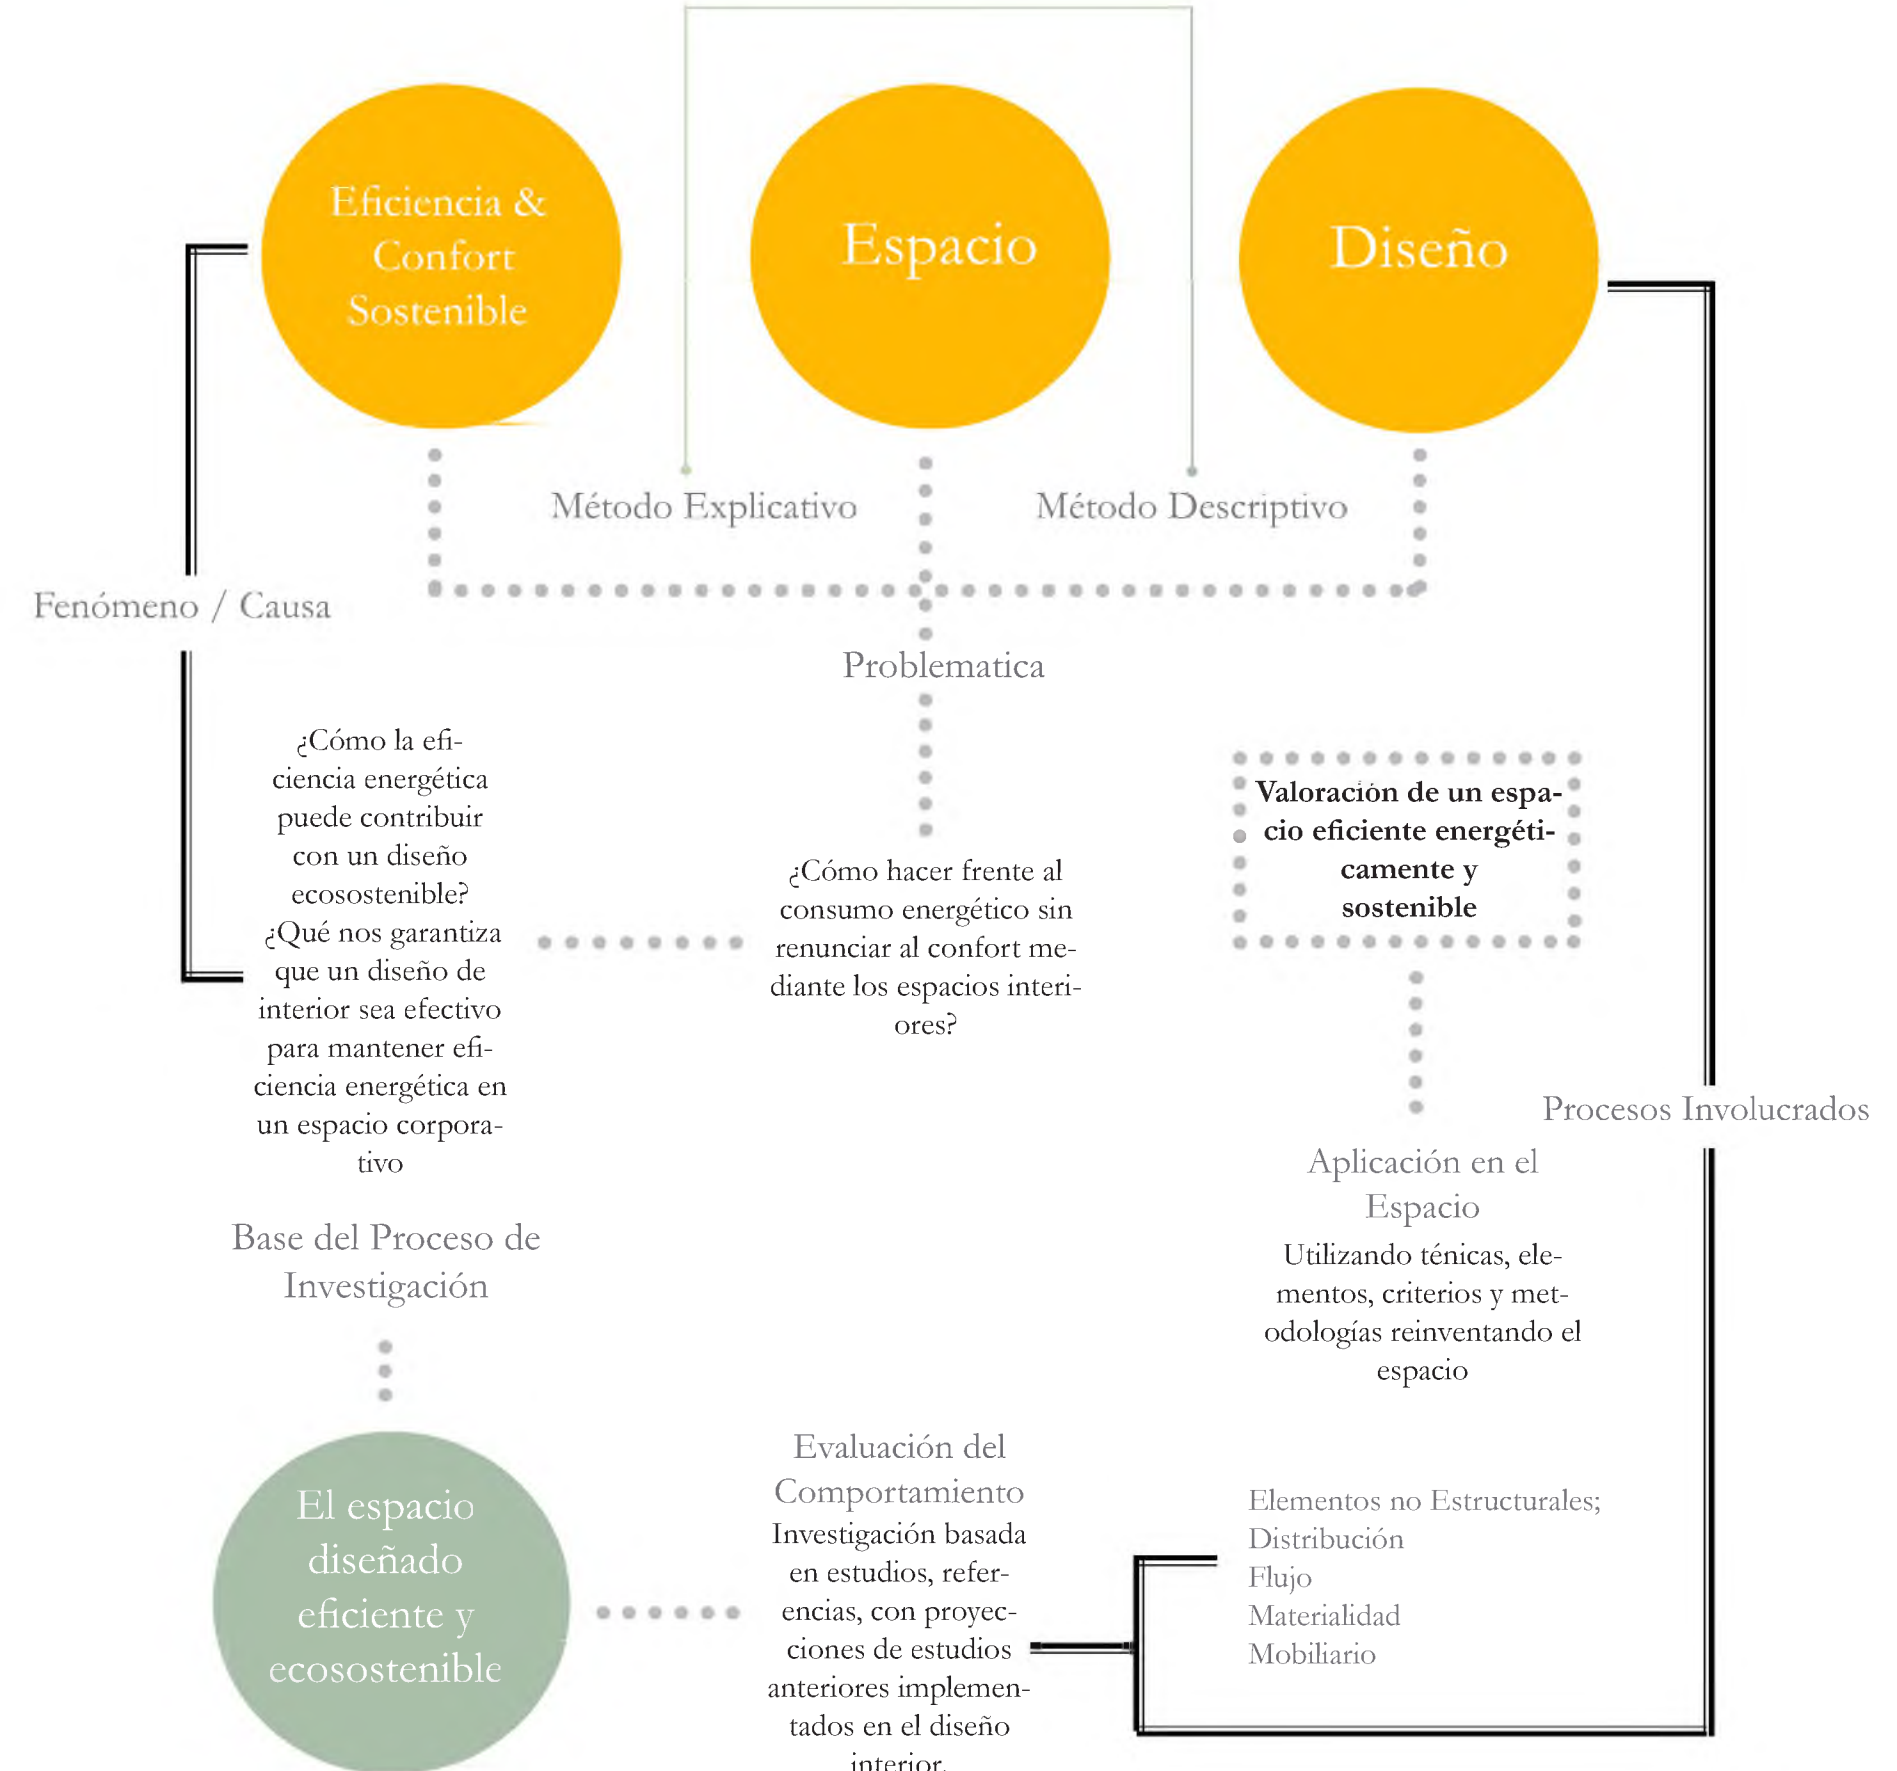 Eficiencia &
Confort
Sostenible
Espacio
Diseño
Método Explicativo
Método Descriptivo
Fenómeno / Causa
Problematica
¿Cómo la efi-
ciencia energética
puede contribuir
con un diseño
ecosostenible?
¿Qué nos garantiza
que un diseño de
interior sea efectivo
para mantener efi-
ciencia energética en
un espacio corpora-
tivo
¿Cómo hacer frente al
consumo energético sin
renunciar al confort me-
diante los espacios interi-
ores?
Valoración de un espa-
cio eficiente energéti-
camente y
sostenible
Procesos Involucrados
Aplicación en el
Espacio
Utilizando ténicas, ele-
mentos, criterios y met-
odologías reinventando el
espacio
Base del Proceso de
Investigación
El espacio
diseñado
eficiente y
ecosostenible
Evaluación del
Comportamiento
Investigación basada
en estudios, refer-
encias, con proyec-
ciones de estudios
anteriores implemen-
tados en el diseño
interior.
Elementos no Estructurales;
Distribución
Flujo
Materialidad
Mobiliario